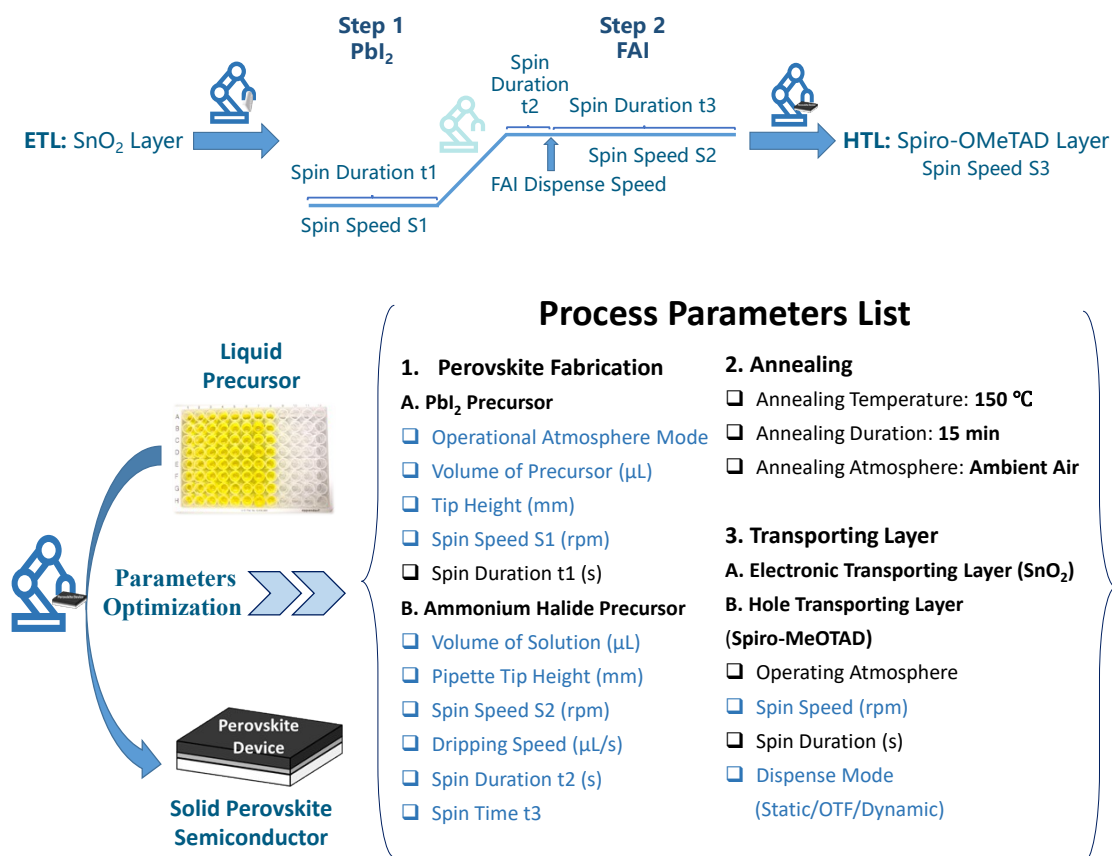 Step 1
PbI₂
Step 2
FAI
Spin
Duration
t2
Spin Duration t3
ETL: SnO₂ Layer
HTL: Spiro-OMeTAD Layer
Spin Speed S3
Spin Duration t1
Spin Speed S2
FAI Dispense Speed
Spin Speed S1
Liquid
Precursor
Parameters
Optimization
Perovskite
Device
Solid Perovskite
Semiconductor
Process Parameters List
1. Perovskite Fabrication
A. PbI₂ Precursor
❑ Operational Atmosphere Mode
❑ Volume of Precursor (μL)
❑ Tip Height (mm)
❑ Spin Speed S1 (rpm)
❑ Spin Duration t1 (s)
B. Ammonium Halide Precursor
❑ Volume of Solution (μL)
❑ Pipette Tip Height (mm)
❑ Spin Speed S2 (rpm)
❑ Dripping Speed (μL/s)
❑ Spin Duration t2 (s)
❑ Spin Time t3
2. Annealing
❑ Annealing Temperature: 150 ℃
❑ Annealing Duration: 15 min
❑ Annealing Atmosphere: Ambient Air
3. Transporting Layer
A. Electronic Transporting Layer (SnO₂)
B. Hole Transporting Layer
(Spiro-MeOTAD)
❑ Operating Atmosphere
❑ Spin Speed (rpm)
❑ Spin Duration (s)
❑ Dispense Mode
(Static/OTF/Dynamic)